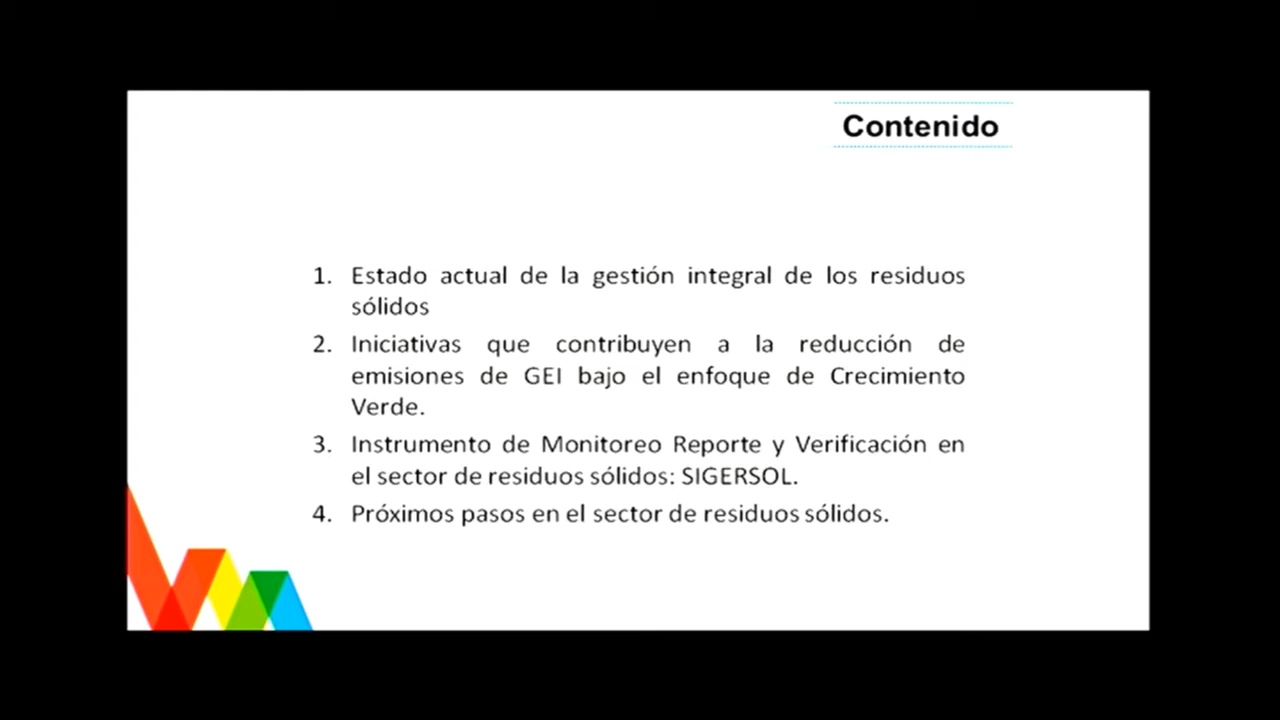 Contenido
1. Estado actual de la gestión integral de los residuos
sólidos
2. Iniciativas que contribuyen a la reducción de
emisiones de GEI bajo el enfoque de Crecimiento
Verde.
3. Instrumento de Monitoreo Reporte y Verificación en
el sector de residuos sólidos: SIGERSOL.
4. Próximos pasos en el sector de residuos sólidos.